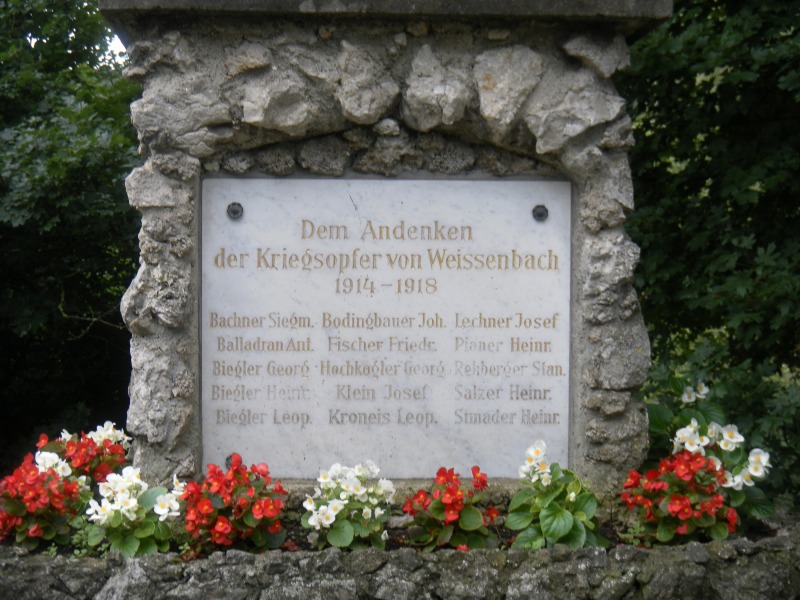 Dem Andenken
der Kriegsopfer von Weissenbach
1914 – 1918
Bachner Siegm. Bodingbauer Joh. Lechner Josef
Balladran Ant. Fischer Friedr. Planer Heinr.
Biegler Georg Hochkogler Georg Rehberger Stan.
Biegler Heinr. Klein Josef Salzer Heinr.
Biegler Leop. Kroneis Leop. Stmader Heinr.